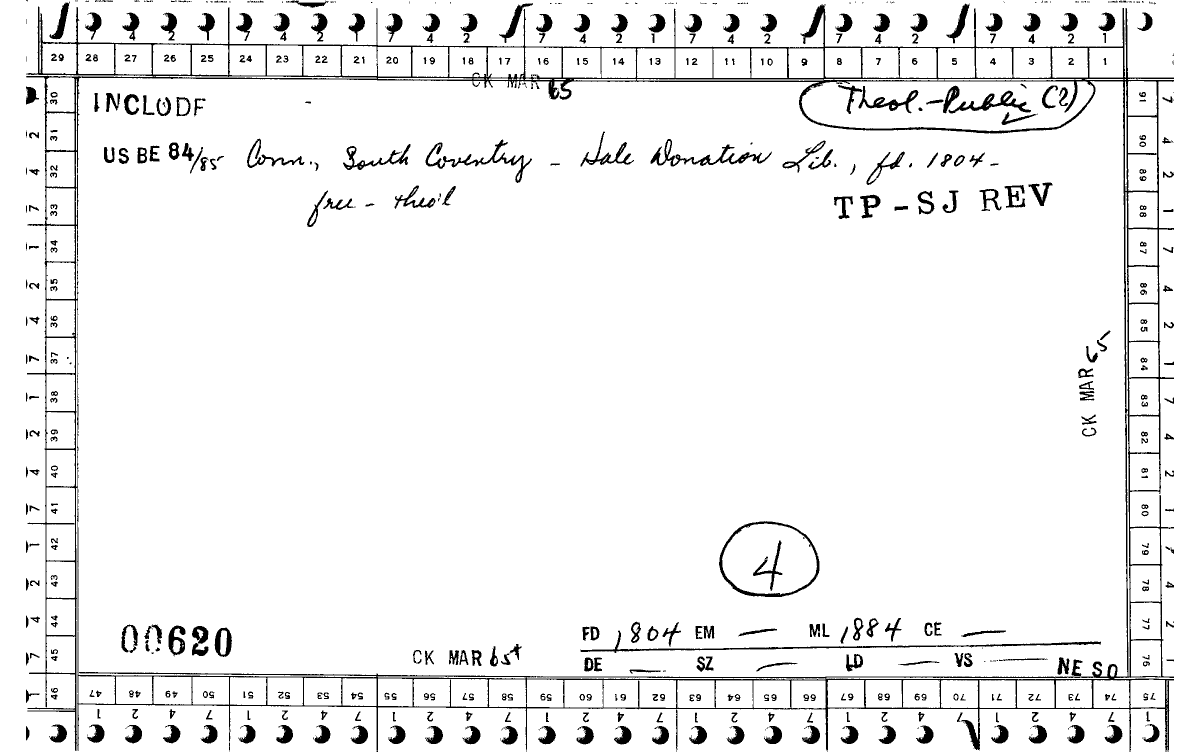 7 4 2 1 7 4 2 1 7 4 2 1 7 4 2 1 7 4 2 1 7 4 2 1 7 4 2 1
29 28 27 26 25 24 23 22 21 20 19 18 17 16 15 14 13 12 11 10 9 8 7 6 5 4 3 2 1
CK MAR 65
INCLUDE
Theol.-Public (2)
US BE 84/85 Conn., South Coventry - Hale Donation Lib., fd. 1804-
free - theo'l
TP-SJ REV
30 31 32 33 34 35 36 37 38 39 40 41 42 43 44 45 46
91 90 89 88 87 86 85 84 83 82 81 80 79 78 77 76 75
CK MAR 65
4
00620
FD 1804 EM — ML 1884 CE —
CK MAR 65+
DE — SZ — LD — VS — NE SO
47 48 49 50 51 52 53 54 55 56 57 58 59 60 61 62 63 64 65 66 67 68 69 70 71 72 73 74
1 2 4 7 1 2 4 7 1 2 4 7 1 2 4 7 1 2 4 7 1 2 4 7 1 2 4 7